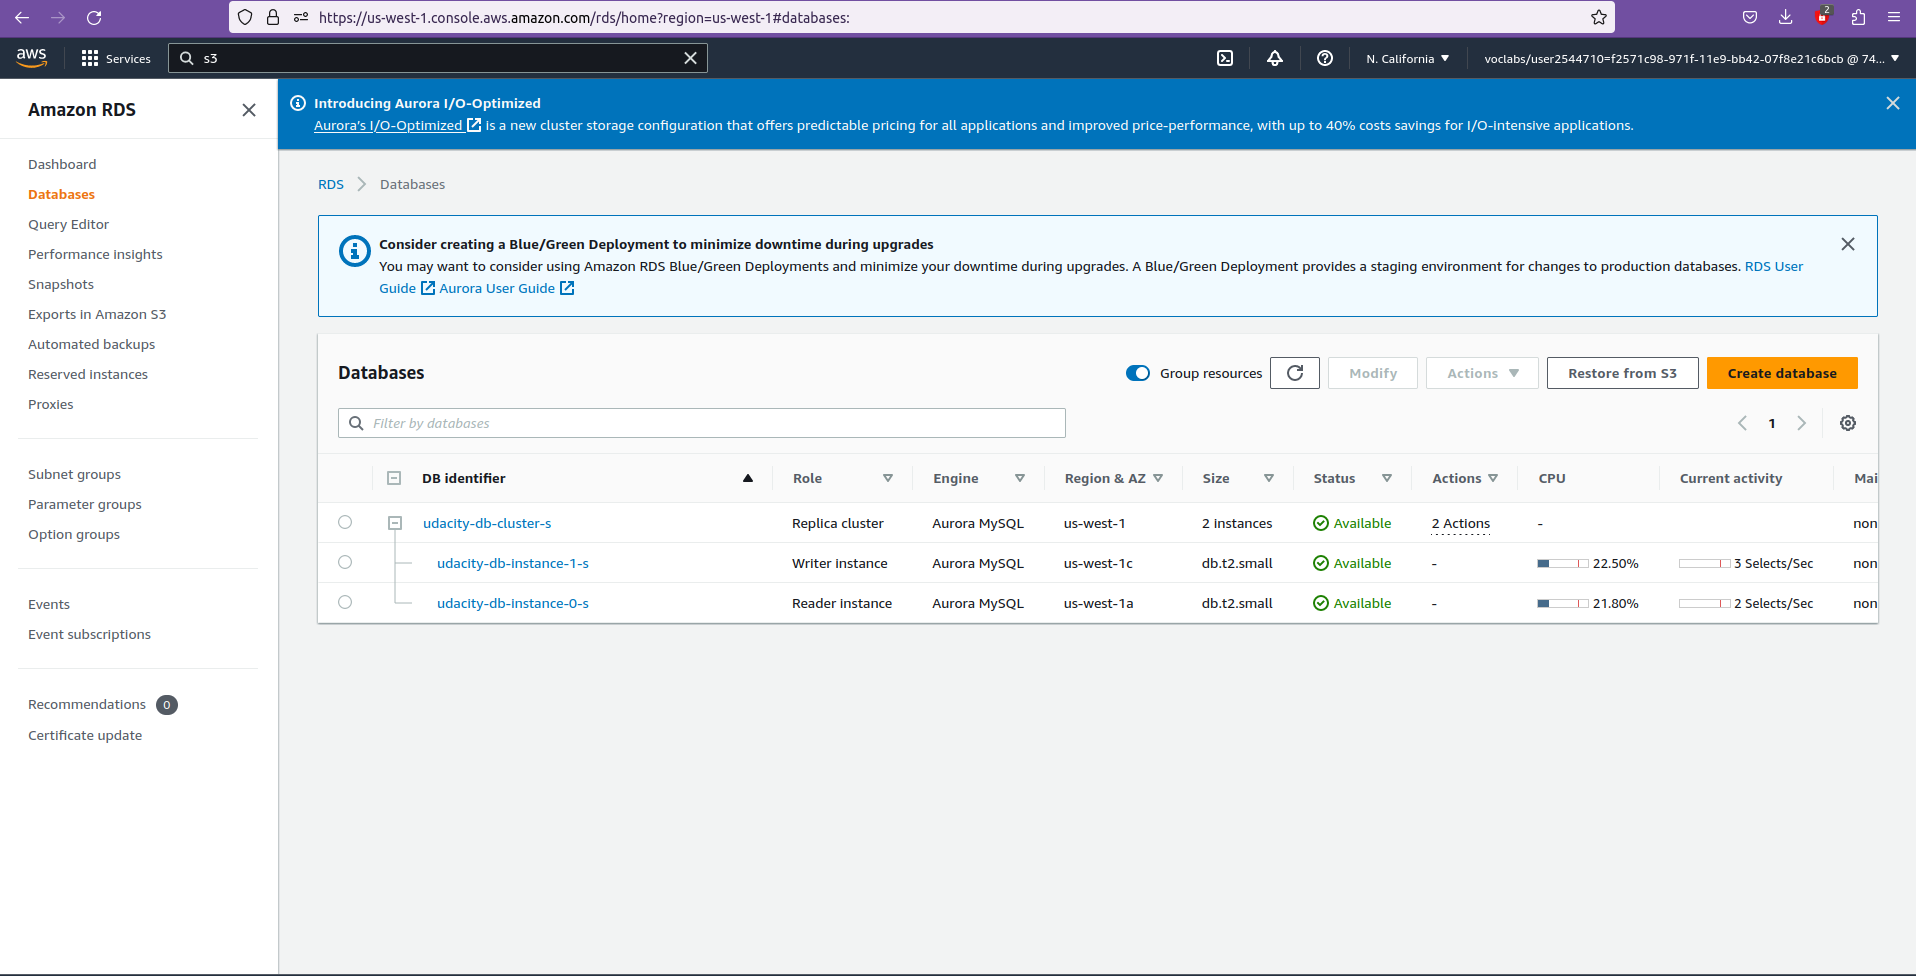 https://us-west-1.console.aws.amazon.com/rds/home?region=us-west-1#databases:
2
aws
Services
s3
N. California
voclabs/user2544710=f2571c98-971f-11e9-bb42-07f8e21c6bcb @ 74...
Amazon RDS
Dashboard
Databases
Query Editor
Performance insights
Snapshots
Exports in Amazon S3
Automated backups
Reserved instances
Proxies
Subnet groups
Parameter groups
Option groups
Events
Event subscriptions
Recommendations 0
Certificate update
Introducing Aurora I/O-Optimized
Aurora's I/O-Optimized is a new cluster storage configuration that offers predictable pricing for all applications and improved price-performance, with up to 40% costs savings for I/O-intensive applications.
RDS Databases
Consider creating a Blue/Green Deployment to minimize downtime during upgrades
You may want to consider using Amazon RDS Blue/Green Deployments and minimize your downtime during upgrades. A Blue/Green Deployment provides a staging environment for changes to production databases. RDS User
Guide Aurora User Guide
Databases
Group resources
Modify
Actions
Restore from S3
Create database
Filter by databases
1
DB identifier Role Engine Region & AZ Size Status Actions CPU Current activity Mai
udacity-db-cluster-s Replica cluster Aurora MySQL us-west-1 2 instances Available 2 Actions - non
udacity-db-instance-1-s Writer instance Aurora MySQL us-west-1c db.t2.small Available - 22.50% 3 Selects/Sec non
udacity-db-instance-0-s Reader instance Aurora MySQL us-west-1a db.t2.small Available - 21.80% 2 Selects/Sec non